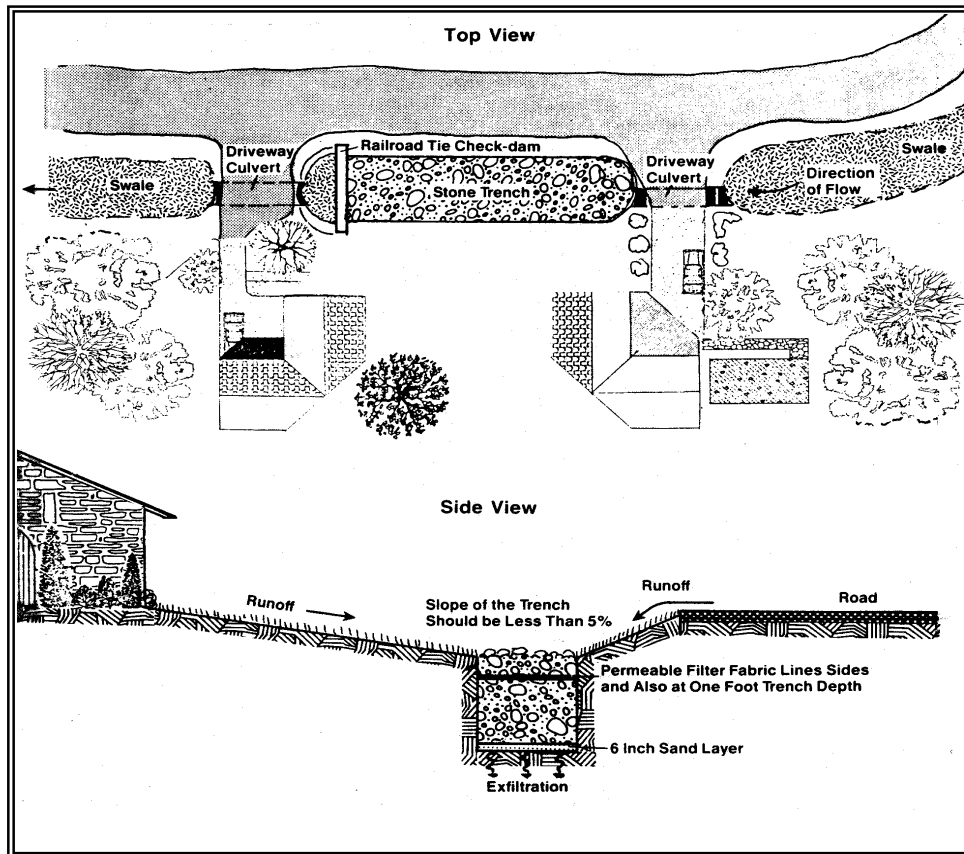 Top View
Railroad Tie Check-dam
Driveway
Culvert
Swale
Stone Trench
Driveway
Culvert
Swale
Direction
of Flow
Side View
Runoff
Slope of the Trench
Should be Less Than 5%
Runoff
Road
Permeable Filter Fabric Lines Sides
and Also at One Foot Trench Depth
6 Inch Sand Layer
Exfiltration